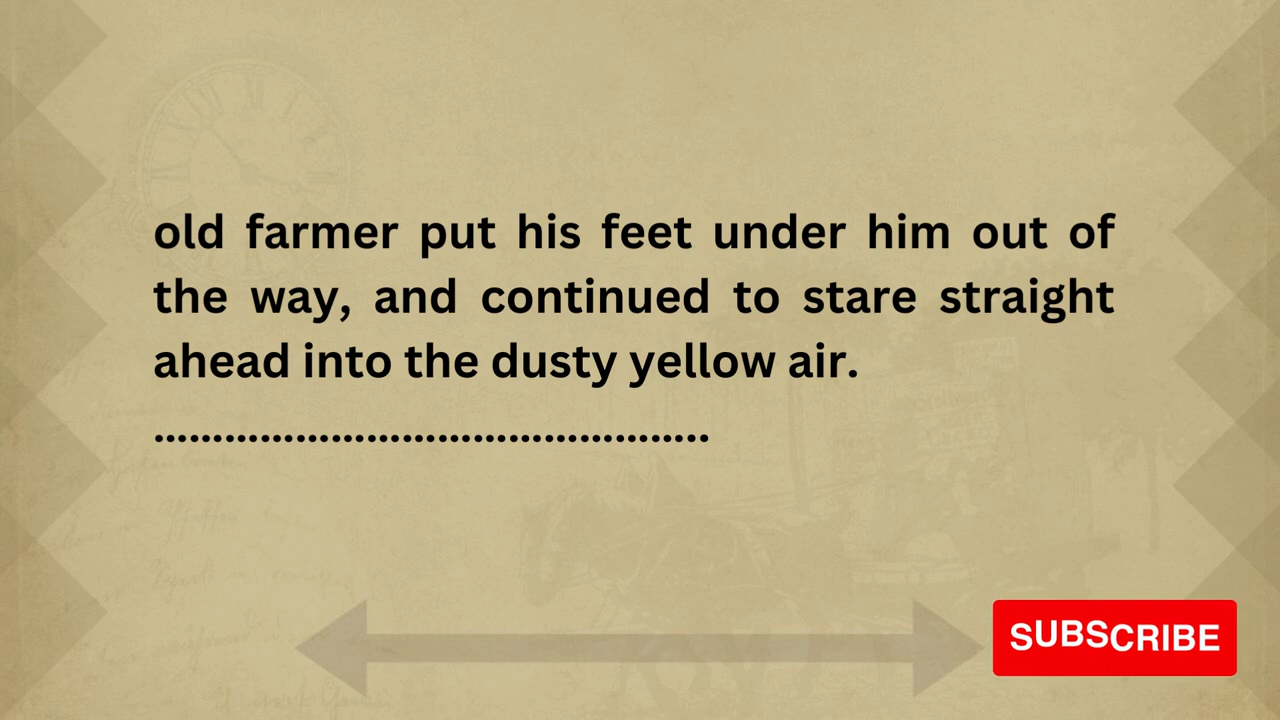 old farmer put his feet under him out of
the way, and continued to stare straight
ahead into the dusty yellow air.
...............................................
SUBSCRIBE